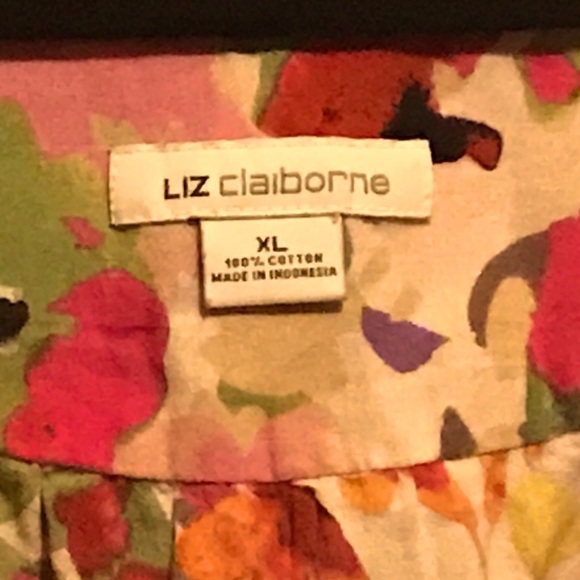 LIZ claiborne
XL
100% COTTON
MADE IN INDONESIA